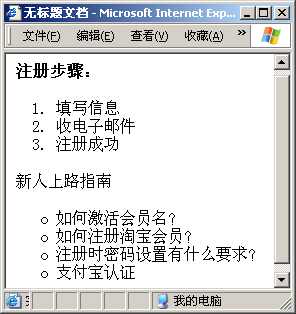 无标题文档 - Microsoft Internet Exp...
文件(F) 编辑(E) 查看(V) 收藏(A) »
注册步骤：
1. 填写信息
2. 收电子邮件
3. 注册成功
新人上路指南
如何激活会员名？
如何注册淘宝会员？
注册时密码设置有什么要求？
支付宝认证
我的电脑